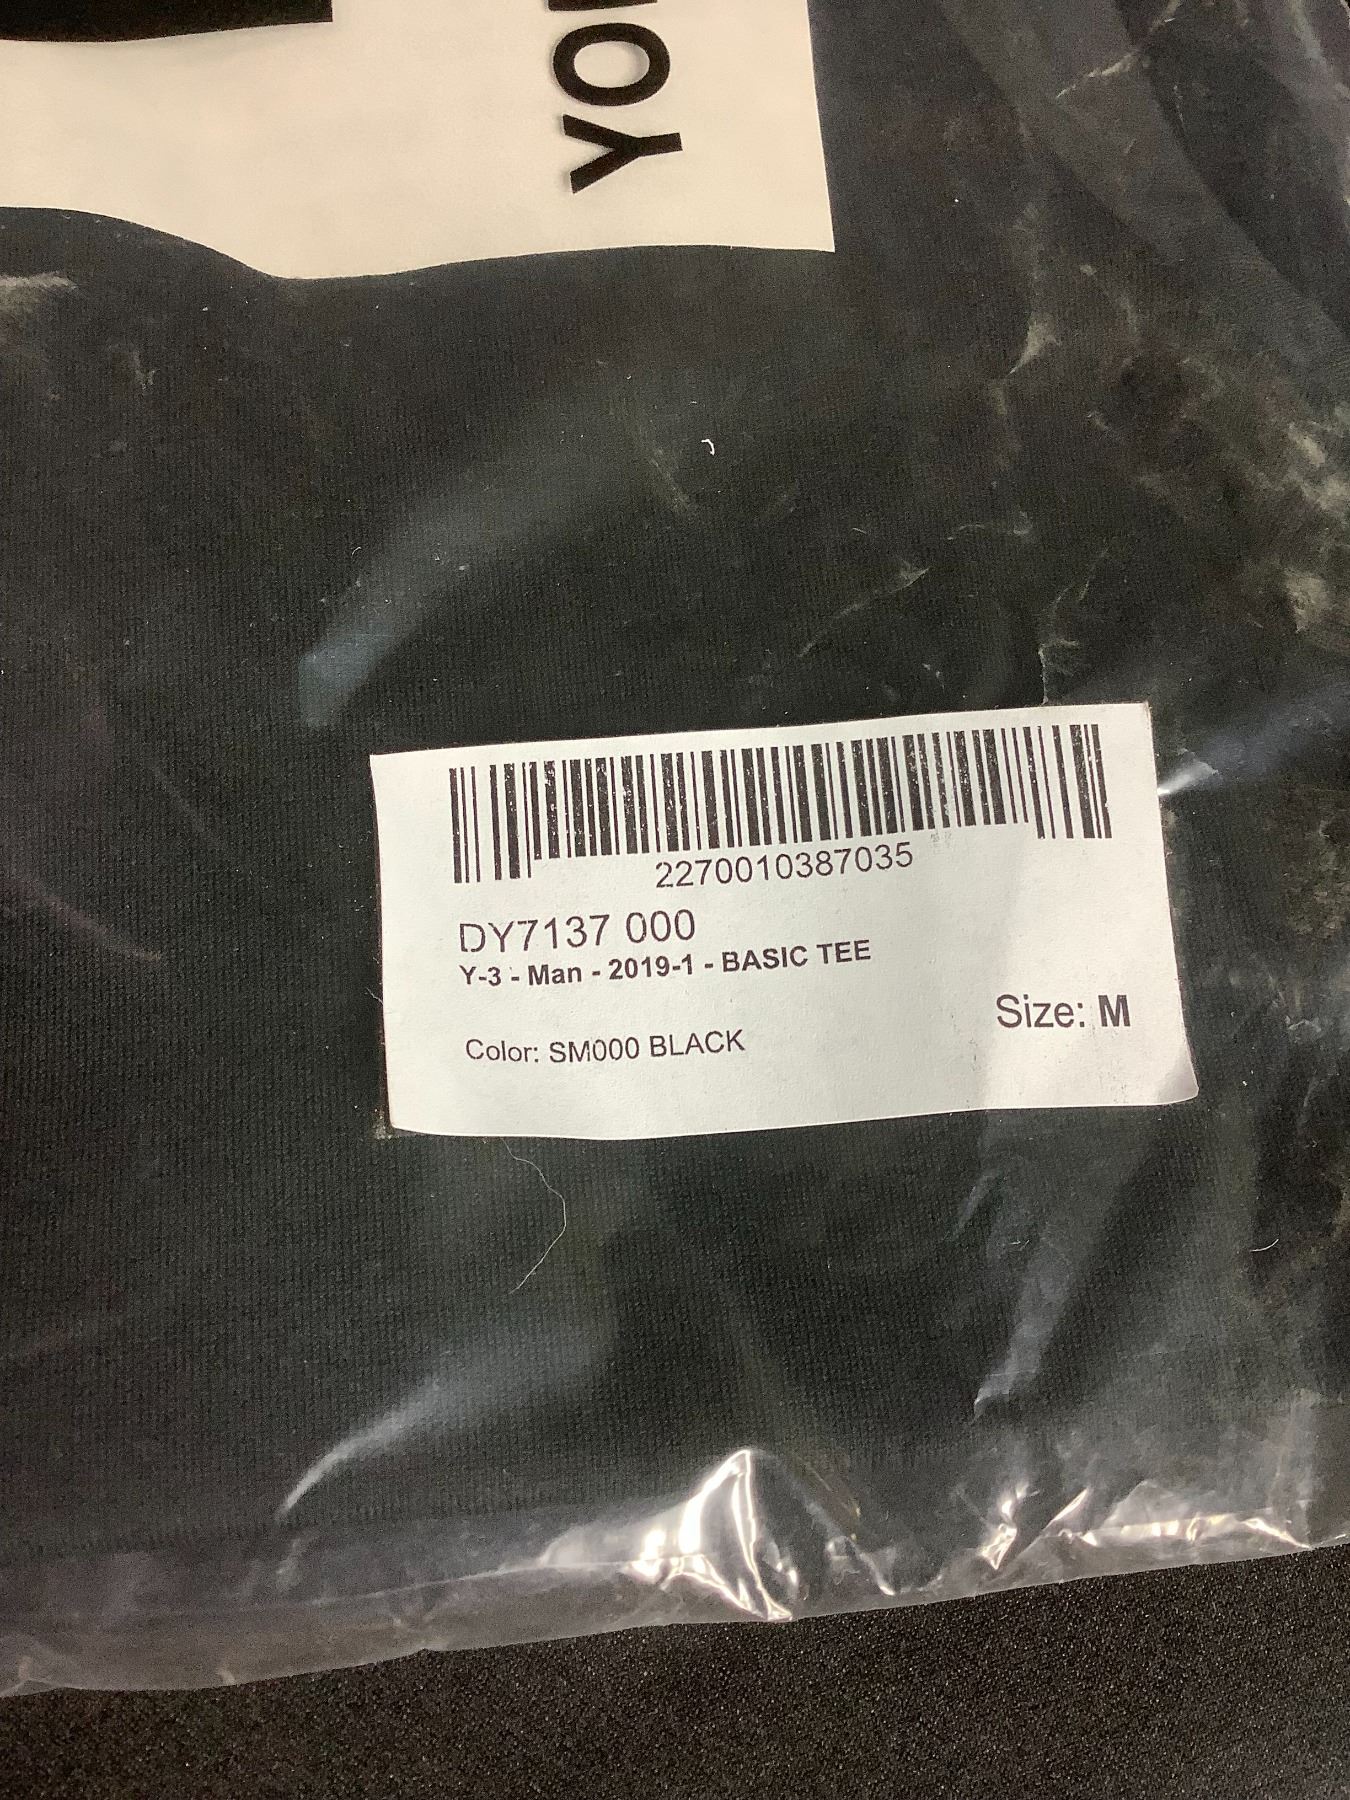 YO
2270010387035
DY7137 000
Y-3 - Man - 2019-1 - BASIC TEE
Color: SM000 BLACK
Size: M